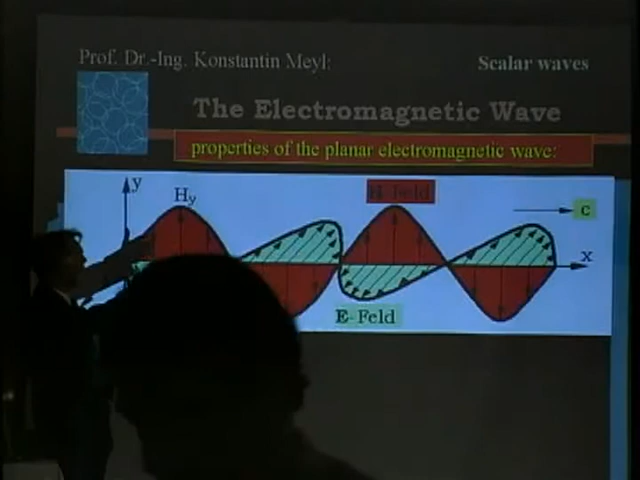 Prof. Dr.-Ing. Konstantin Meyl: Scalar waves
The Electromagnetic Wave
properties of the planar electromagnetic wave:
y
Hy
H-Feld
c
x
E-Feld